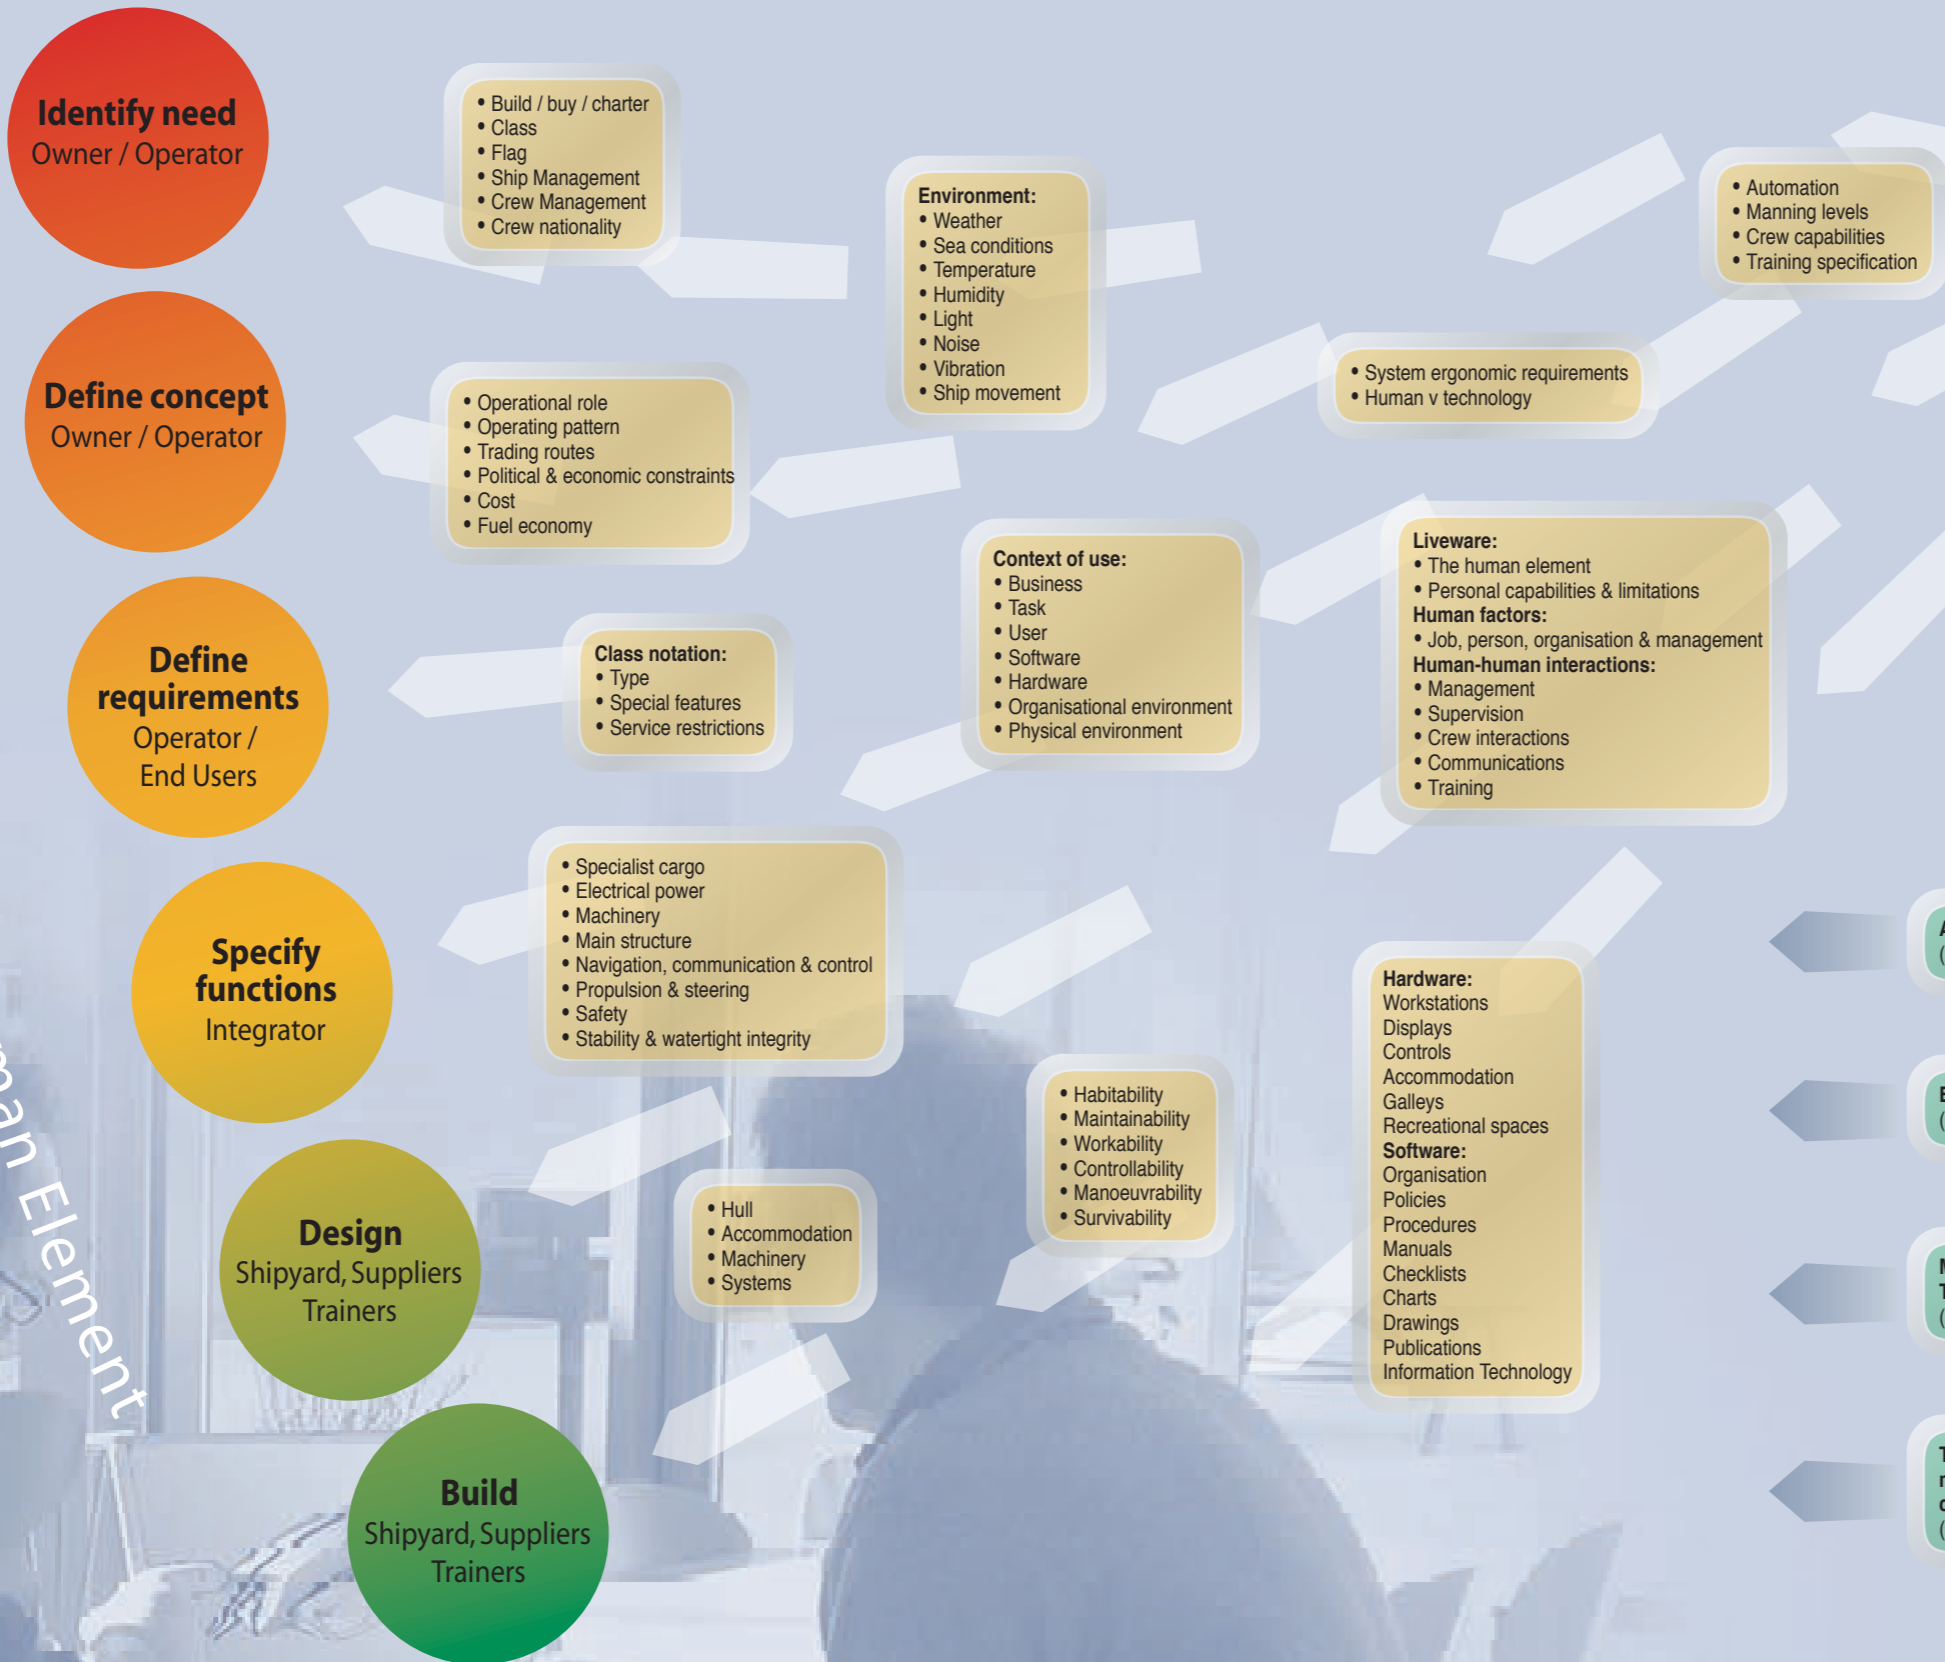 Identify need
Owner / Operator
• Build / buy / charter
• Class
• Flag
• Ship Management
• Crew Management
• Crew nationality
Environment:
• Weather
• Sea conditions
• Temperature
• Humidity
• Light
• Noise
• Vibration
• Ship movement
• Automation
• Manning levels
• Crew capabilities
• Training specification
Define concept
Owner / Operator
• Operational role
• Operating pattern
• Trading routes
• Political & economic constraints
• Cost
• Fuel economy
• System ergonomic requirements
• Human v technology
Define
requirements
Operator /
End Users
Class notation:
• Type
• Special features
• Service restrictions
Context of use:
• Business
• Task
• User
• Software
• Hardware
• Organisational environment
• Physical environment
Liveware:
• The human element
• Personal capabilities & limitations
Human factors:
• Job, person, organisation & management
Human-human interactions:
• Management
• Supervision
• Crew interactions
• Communications
• Training
Specify
functions
Integrator
• Specialist cargo
• Electrical power
• Machinery
• Main structure
• Navigation, communication & control
• Propulsion & steering
• Safety
• Stability & watertight integrity
• Habitability
• Maintainability
• Workability
• Controllability
• Manoeuvrability
• Survivability
Hardware:
Workstations
Displays
Controls
Accommodation
Galleys
Recreational spaces
Software:
Organisation
Policies
Procedures
Manuals
Checklists
Charts
Drawings
Publications
Information Technology
Design
Shipyard, Suppliers
Trainers
• Hull
• Accommodation
• Machinery
• Systems
Build
Shipyard, Suppliers
Trainers
Element